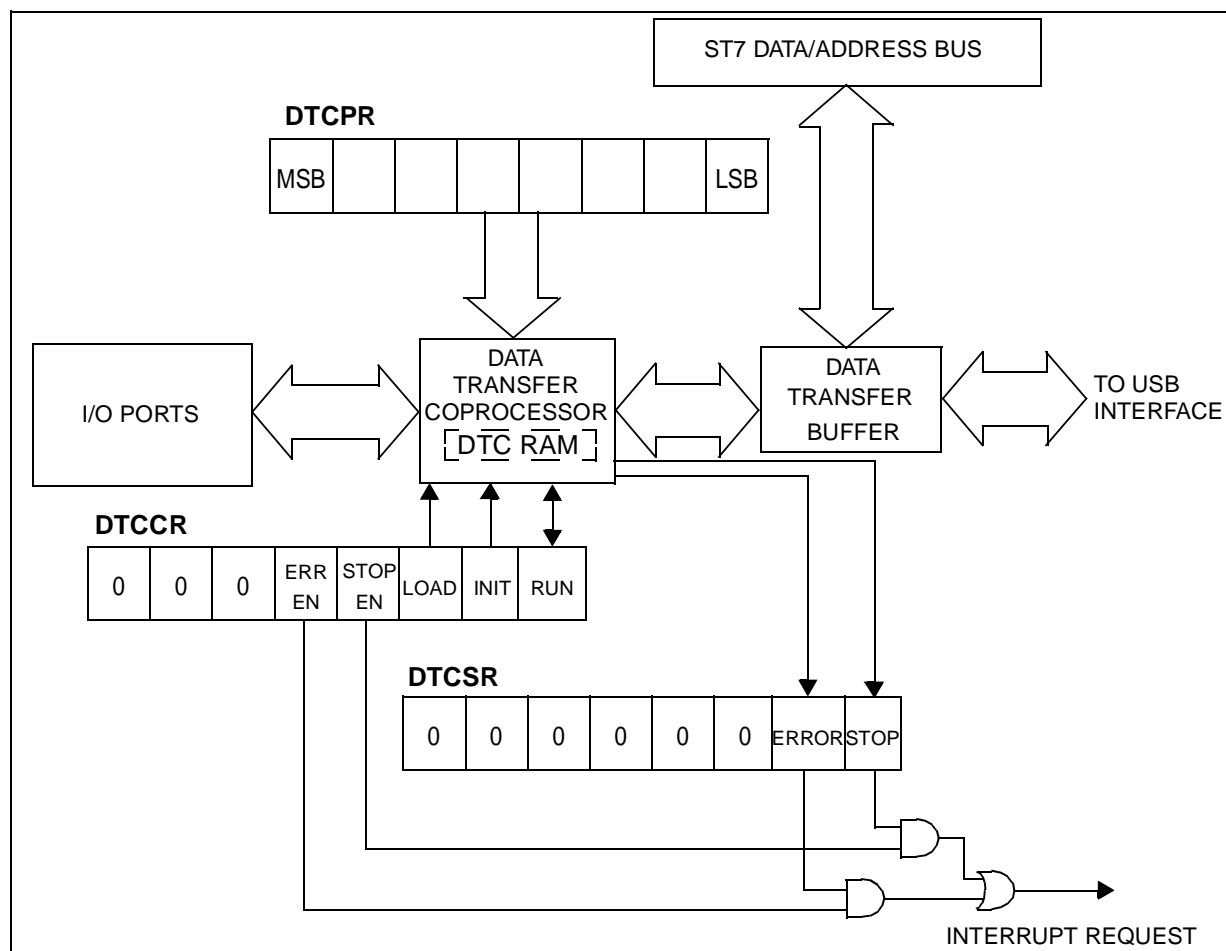 ST7 DATA/ADDRESS BUS
DTCPR
MSB LSB
I/O PORTS
DATA
TRANSFER
COPROCESSOR
DTC RAM
DATA
TRANSFER
BUFFER
TO USB
INTERFACE
DTCCR
0 0 0 ERR EN STOP EN LOAD INIT RUN
DTCSR
0 0 0 0 0 0 ERROR STOP
INTERRUPT REQUEST